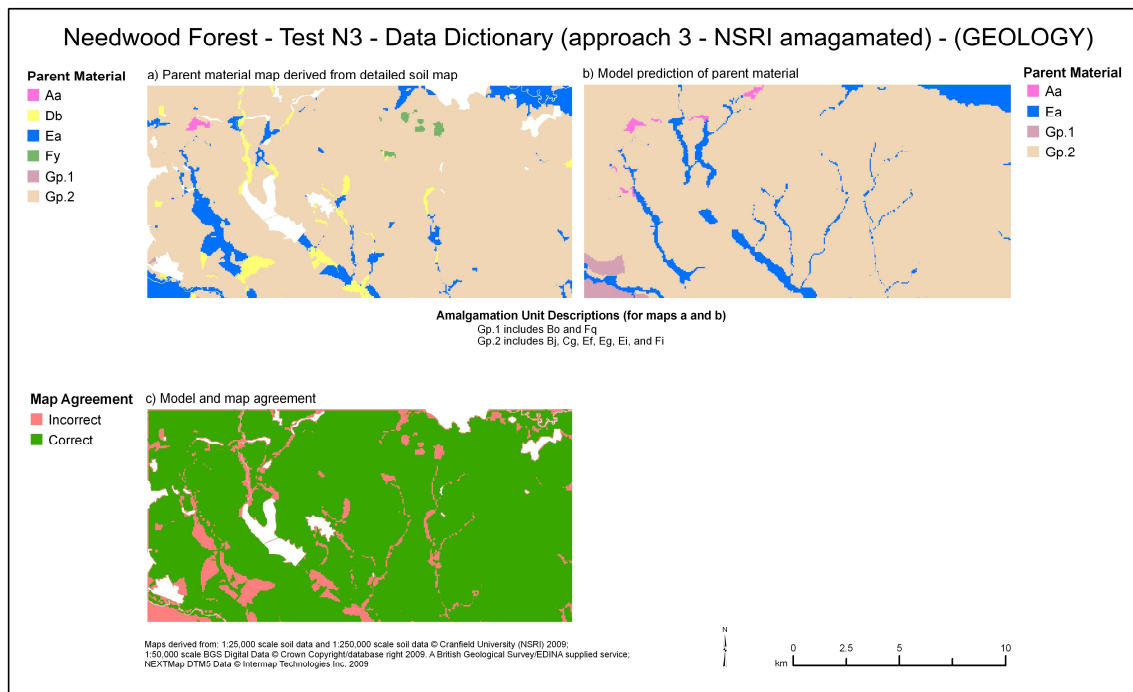 Needwood Forest - Test N3 - Data Dictionary (approach 3 - NSRI amagamated) - (GEOLOGY)
Parent Material
Aa
Db
Ea
Fy
Gp.1
Gp.2
a) Parent material map derived from detailed soil map
b) Model prediction of parent material
Parent Material
Aa
Ea
Gp.1
Gp.2
Amalgamation Unit Descriptions (for maps a and b)
Gp.1 includes Bo and Fq
Gp.2 includes Bj, Cg, Ef, Eg, Ei, and Fi
Map Agreement
Incorrect
Correct
c) Model and map agreement
Maps derived from: 1:25,000 scale soil data and 1:250,000 scale soil data © Cranfield University (NSRI) 2009;
1:50,000 scale BGS Digital Data © Crown Copyright/database right 2009. A British Geological Survey/EDINA supplied service;
NEXTMap DTM5 Data © Intermap Technologies Inc. 2009
N
km
0 2.5 5 10